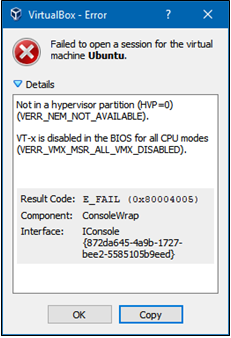 VirtualBox - Error
Failed to open a session for the virtual
machine Ubuntu.
Details
Not in a hypervisor partition (HVP=0)
(VERR_NEM_NOT_AVAILABLE).
VT-x is disabled in the BIOS for all CPU modes
(VERR_VMX_MSR_ALL_VMX_DISABLED).
Result Code: E_FAIL (0x80004005)
Component: ConsoleWrap
Interface: IConsole
{872da645-4a9b-1727-
bee2-5585105b9eed}
OK
Copy